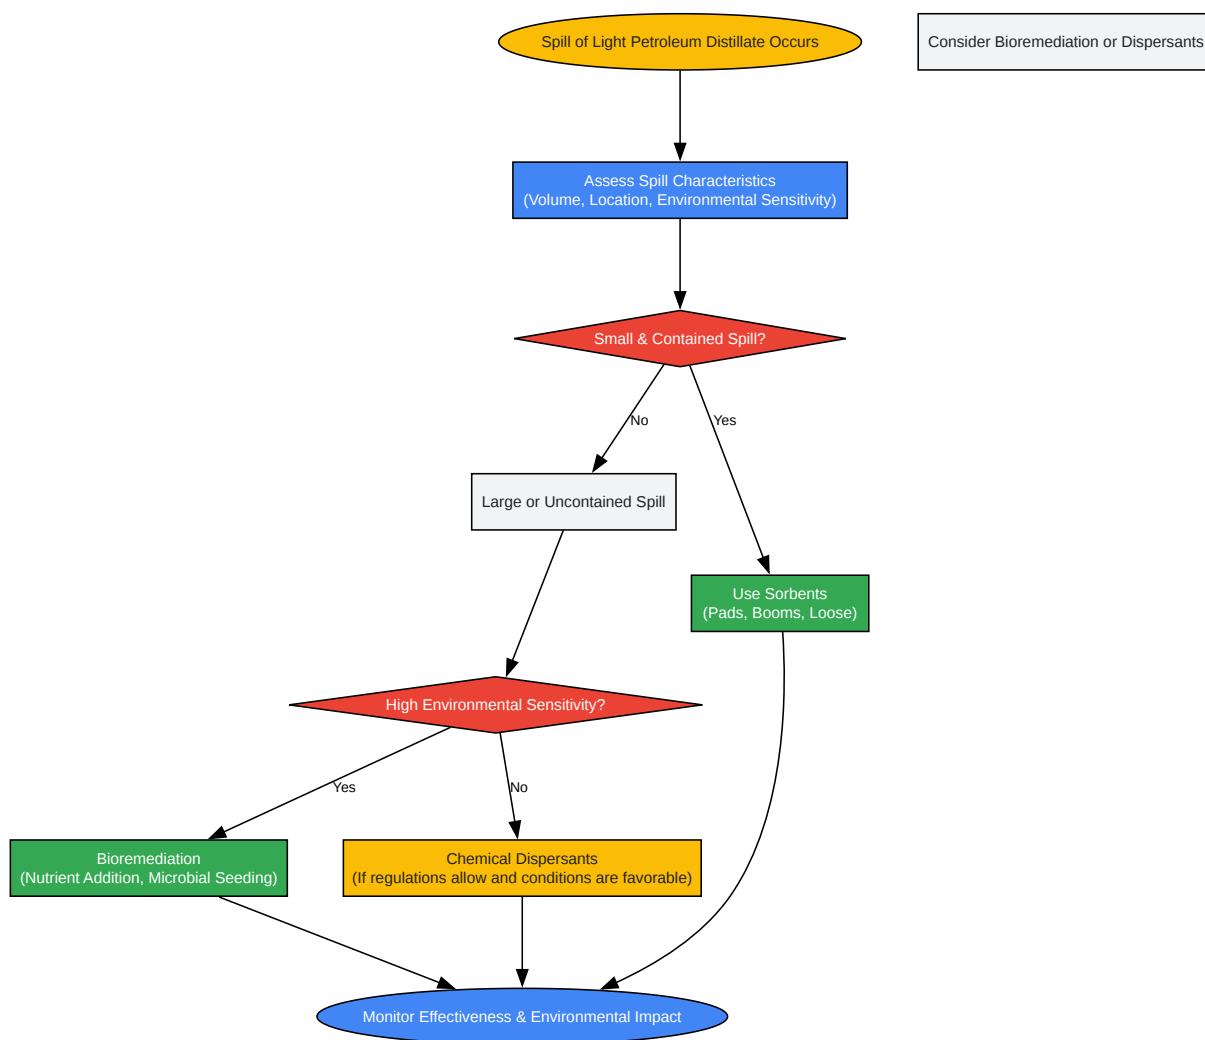 Spill of Light Petroleum Distillate Occurs
Consider Bioremediation or Dispersants
Assess Spill Characteristics
(Volume, Location, Environmental Sensitivity)
Small & Contained Spill?
No
Yes
Large or Uncontained Spill
Use Sorbents
(Pads, Booms, Loose)
High Environmental Sensitivity?
Yes
No
Bioremediation
(Nutrient Addition, Microbial Seeding)
Chemical Dispersants
(If regulations allow and conditions are favorable)
Monitor Effectiveness & Environmental Impact